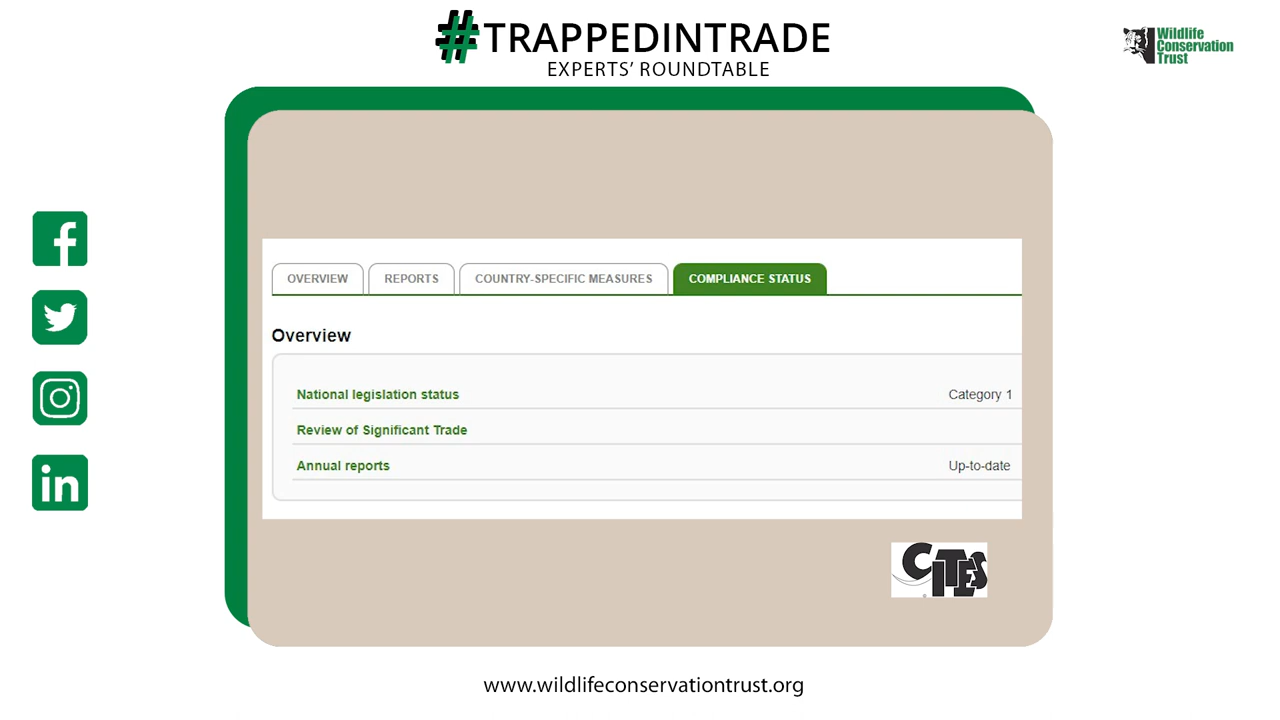 #TRAPPEDINTRADE
EXPERTS' ROUNDTABLE
Wildlife
Conservation
Trust
OVERVIEW REPORTS COUNTRY-SPECIFIC MEASURES COMPLIANCE STATUS
Overview
National legislation status Category 1
Review of Significant Trade
Annual reports Up-to-date
CITES
www.wildlifeconservationtrust.org